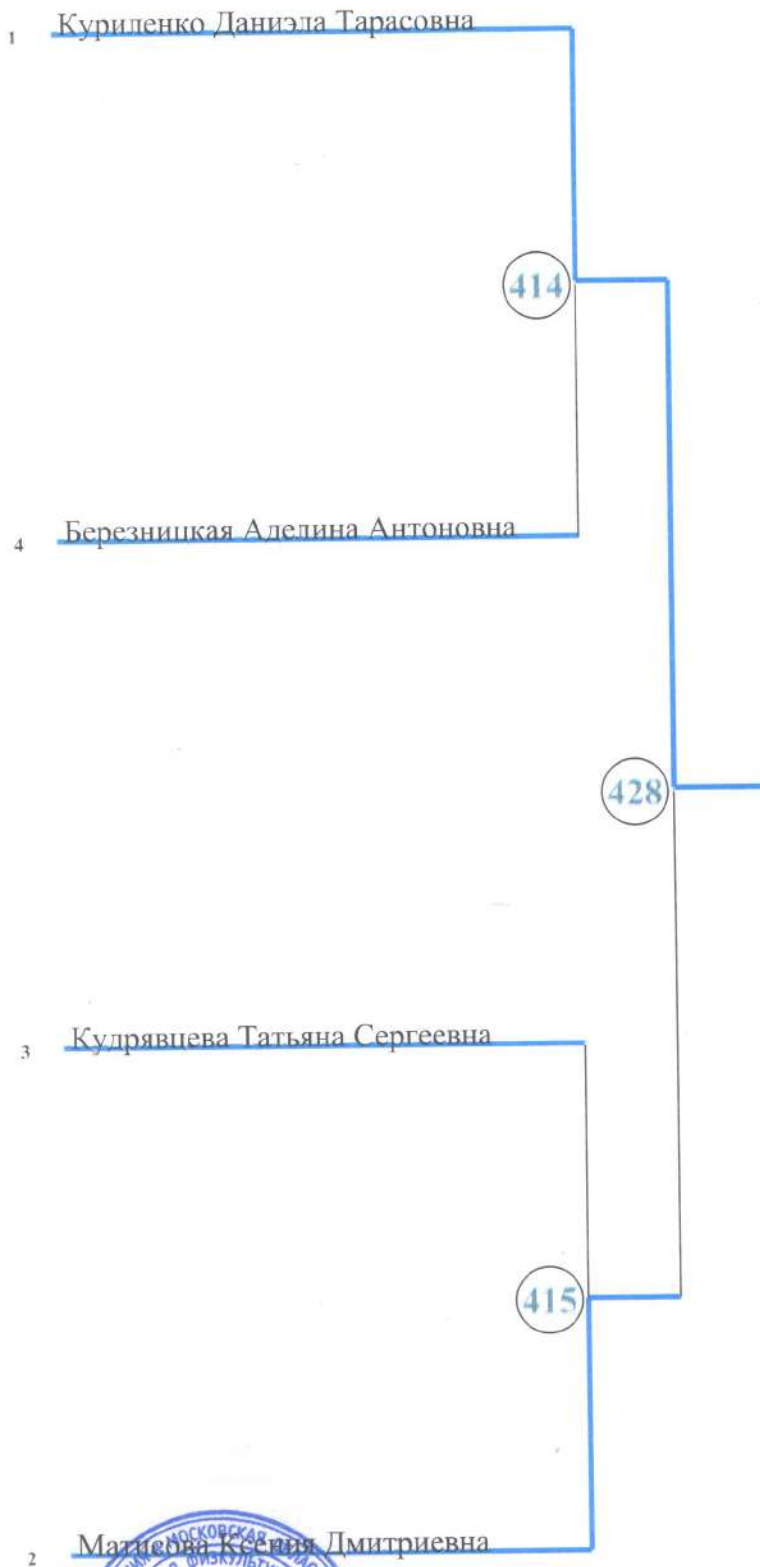 1 Куриленко Даниэла Тарасовна
414
4 Березницкая Аделина Антоновна
428
3 Кудрявцева Татьяна Сергеевна
415
МОСКОВСКАЯ
2 Матисова Ксения Дмитриевна